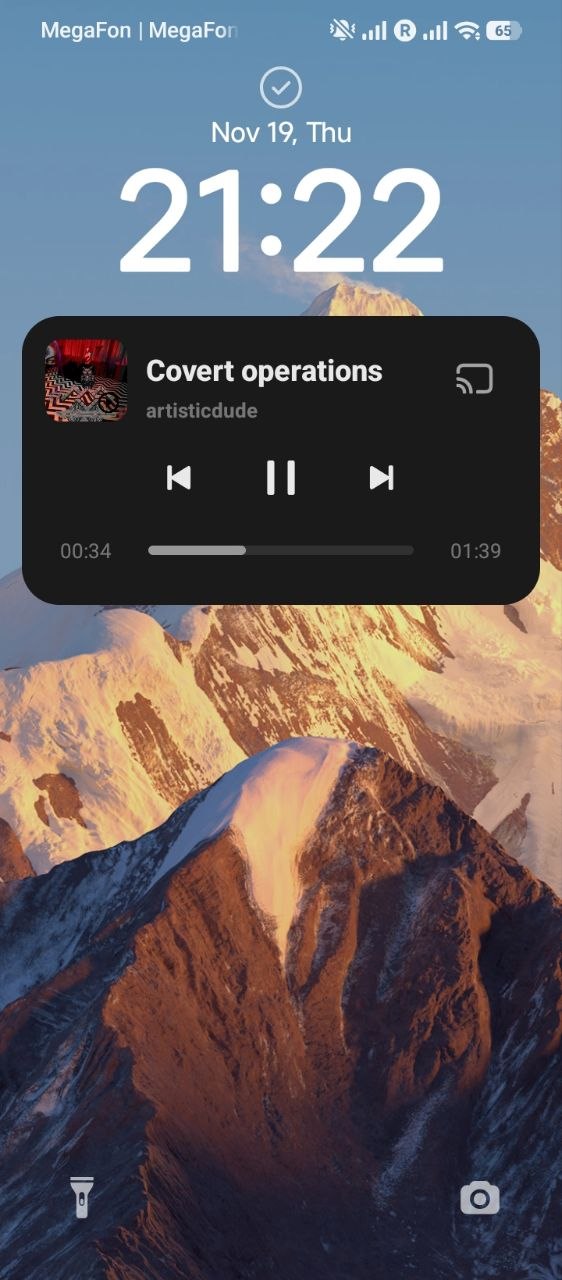 MegaFon | MegaFon
R
65
Nov 19, Thu
21:22
Covert operations
artisticdude
00:34
01:39